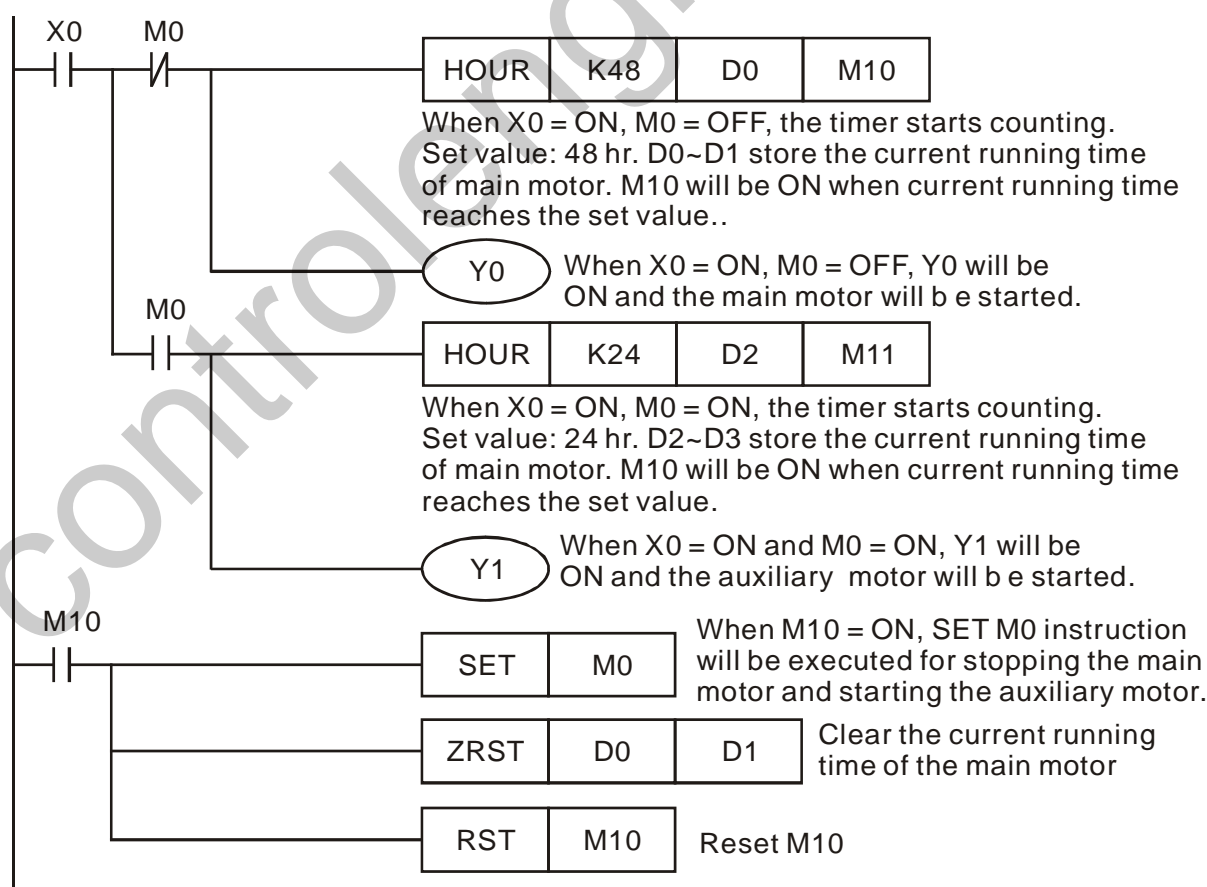 X0 M0
HOUR K48 D0 M10
When X0 = ON, M0 = OFF, the timer starts counting.
Set value: 48 hr. D0~D1 store the current running time
of main motor. M10 will be ON when current running time
reaches the set value..
Y0
When X0 = ON, M0 = OFF, Y0 will be
ON and the main motor will b e started.
M0
HOUR K24 D2 M11
When X0 = ON, M0 = ON, the timer starts counting.
Set value: 24 hr. D2~D3 store the current running time
of main motor. M10 will be ON when current running time
reaches the set value.
Y1
When X0 = ON and M0 = ON, Y1 will be
ON and the auxiliary motor will b e started.
M10
SET M0
When M10 = ON, SET M0 instruction
will be executed for stopping the main
motor and starting the auxiliary motor.
ZRST D0 D1
Clear the current running
time of the main motor
RST M10
Reset M10
controleng